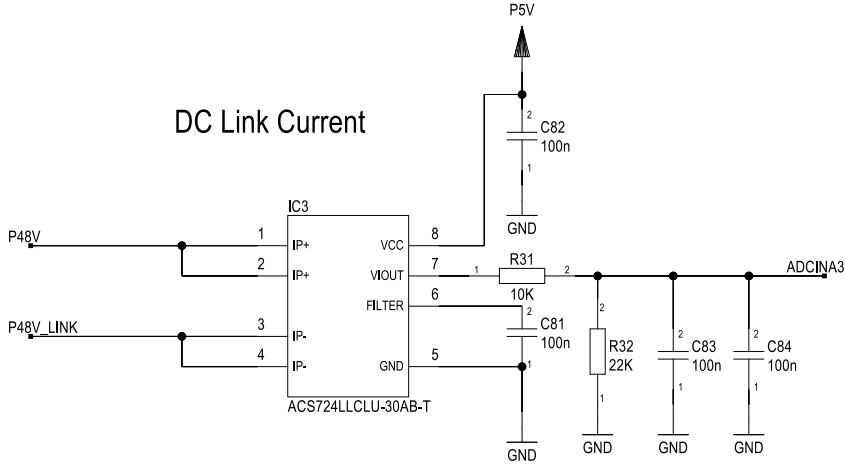 P5V
DC Link Current
2
C82
100n
1
IC3
GND
P48V
1
IP+
VCC
8
2
IP+
VIOUT
7
1
R31
2
ADCINA3
10K
FILTER
6
P48V_LINK
3
IP-
2
C81
100n
1
4
IP-
GND
5
2
R32
22K
1
2
C83
100n
1
2
C84
100n
1
ACS724LLCLU-30AB-T
GND
GND
GND
GND